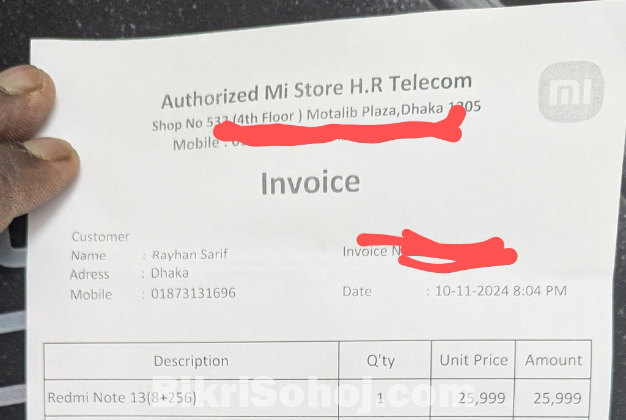 mi
Authorized Mi Store H.R Telecom
Shop No 532 (4th Floor ) Motalib Plaza,Dhaka 1205
Mobile :
Invoice
Customer
Name : Rayhan Sarif
Invoice
Adress : Dhaka
Mobile : 01873131696
Date : 10-11-2024 8:04 PM
Description Q'ty Unit Price Amount
Redmi Note 13(8+256) 1 25,999 25,999
BikriSohoj.com